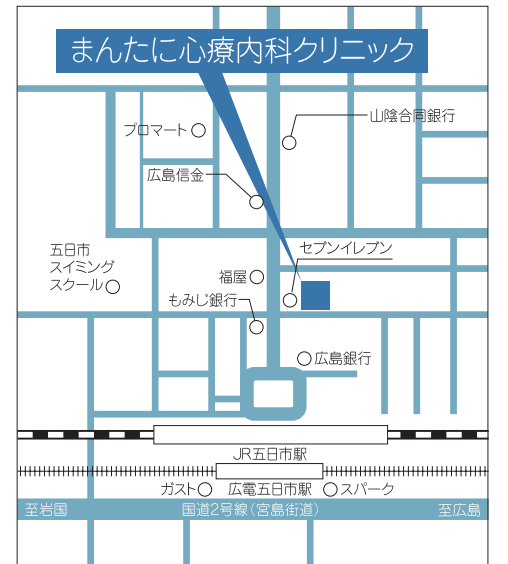 まんたに心療内科クリニック
山陰合同銀行
プロマート
広島信金
五日市
スイミング
スクール
セブンイレブン
福屋
もみじ銀行
広島銀行
JR五日市駅
ガスト
広電五日市駅
スパーク
至岩国
国道2号線(宮島街道)
至広島